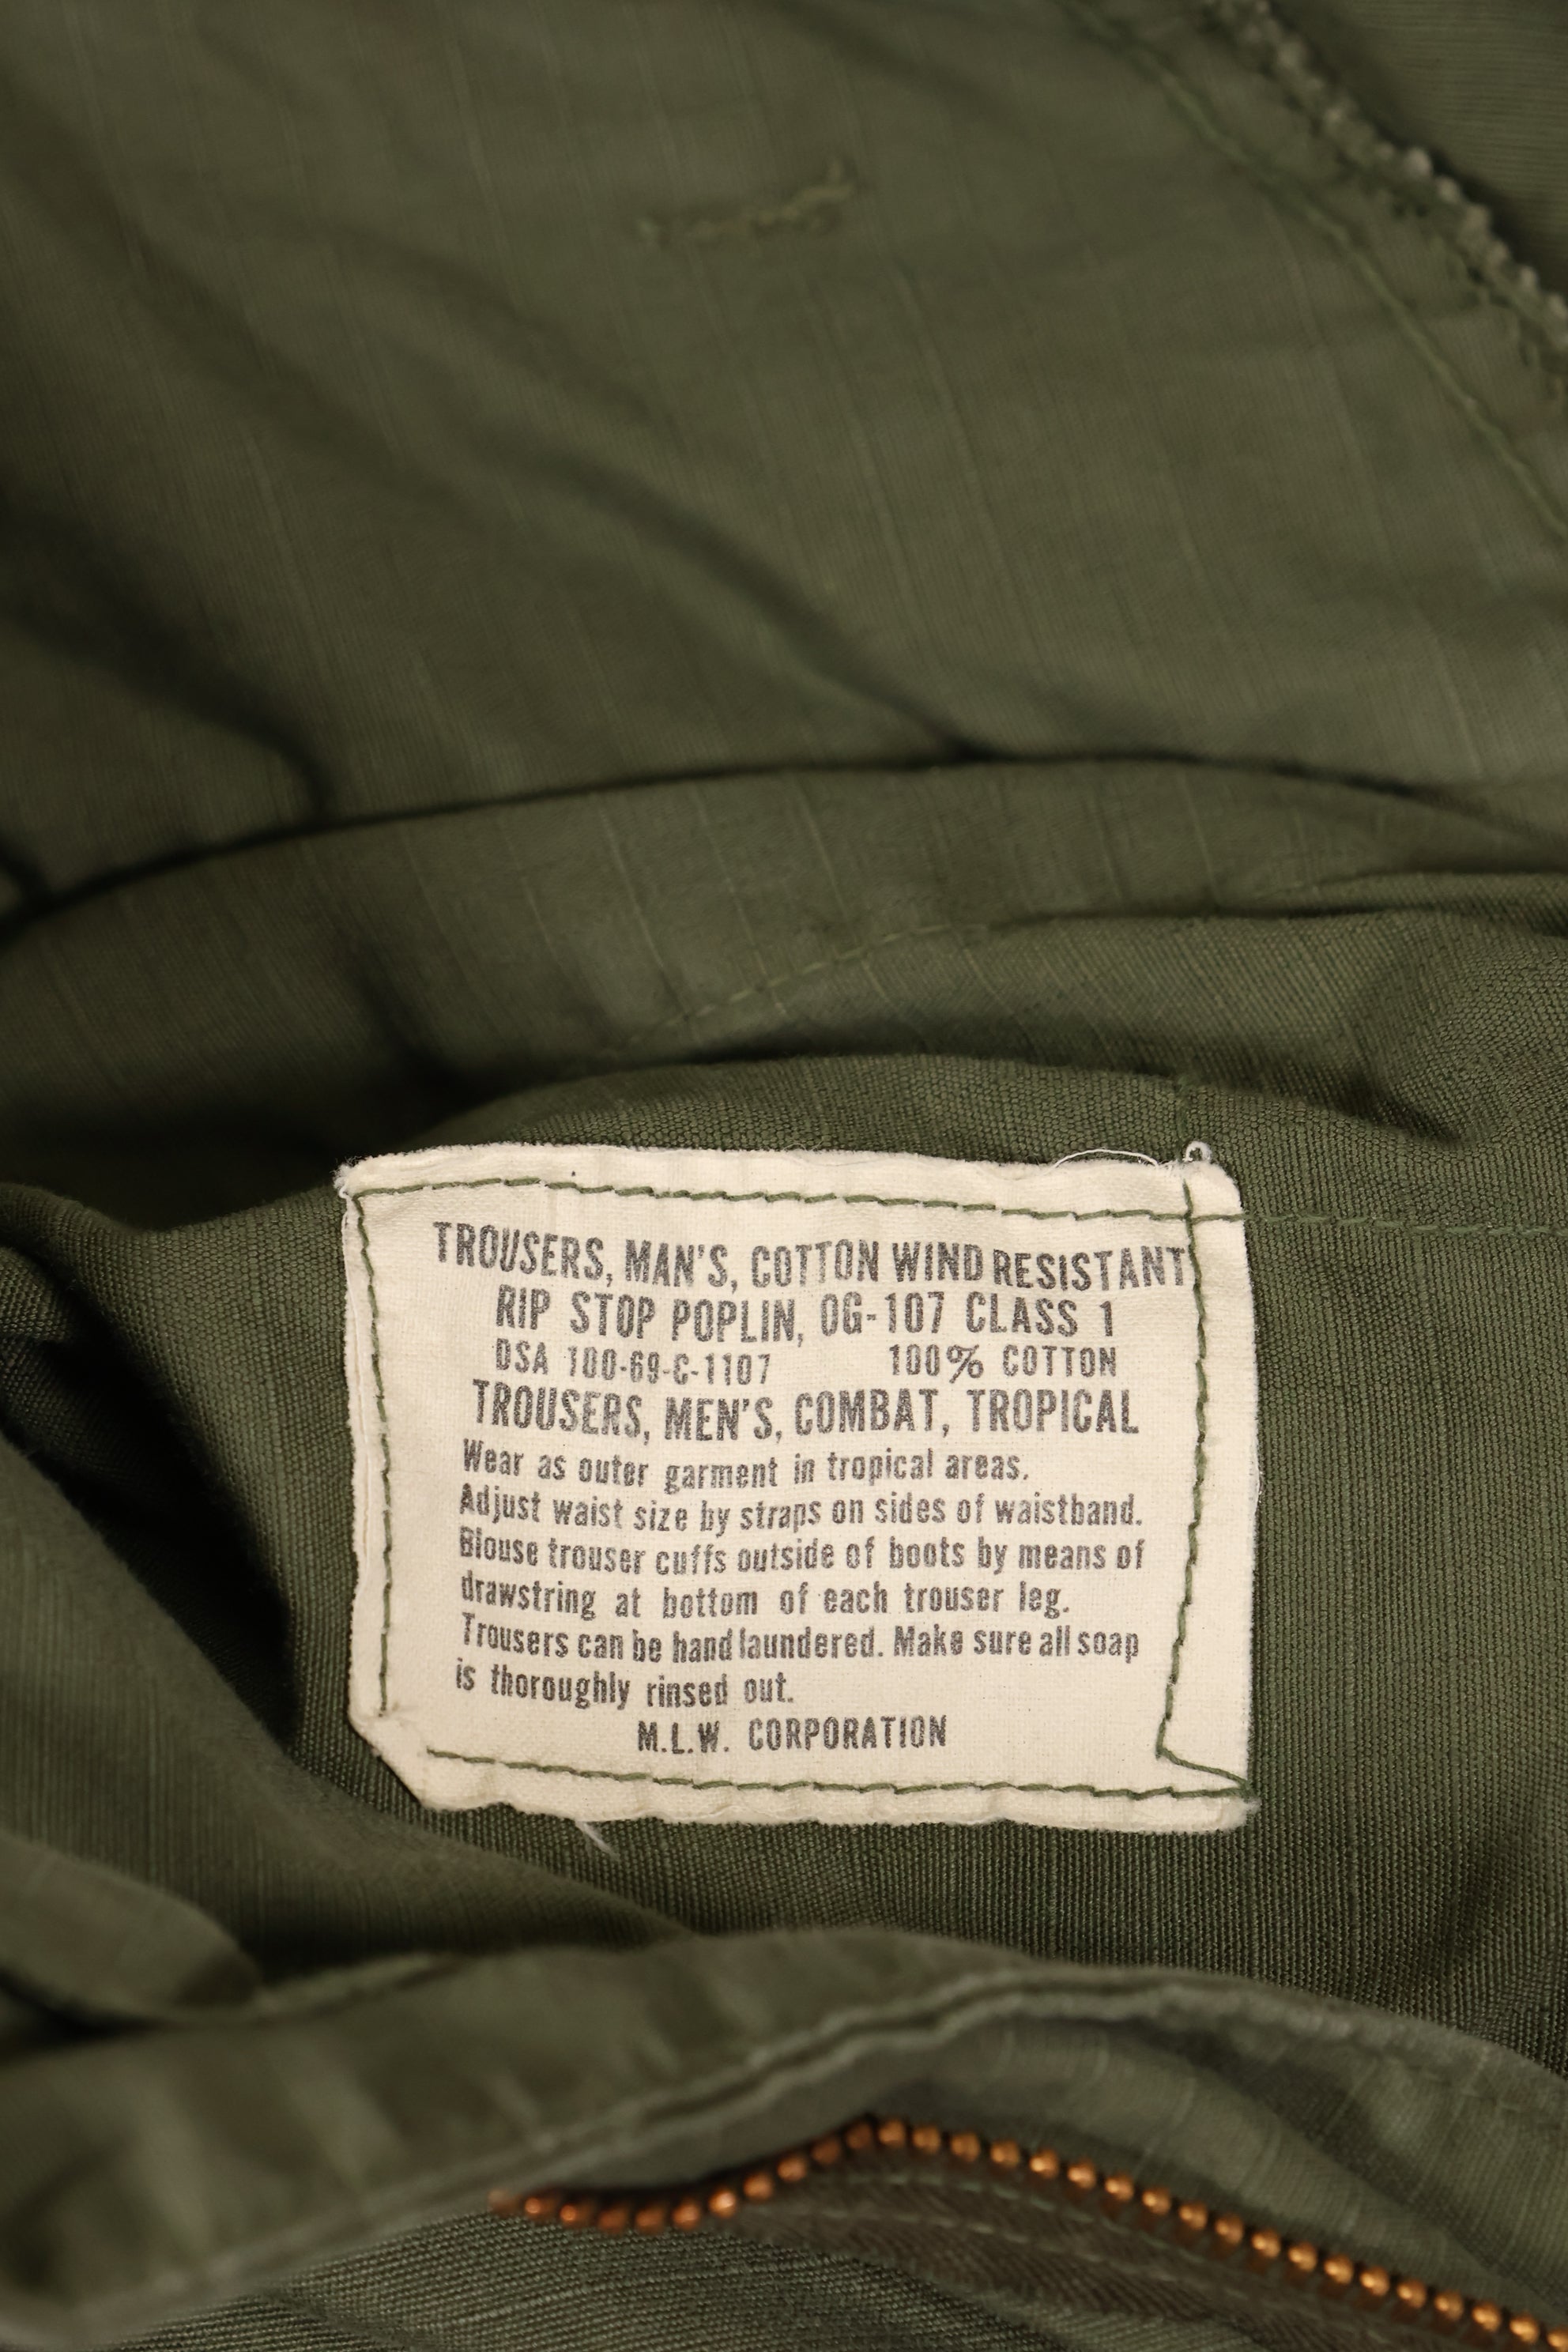 TROUSERS, MAN'S, COTTON WIND RESISTANT
RIP STOP POPLIN, OG-107 CLASS 1
DSA 100-69-C-1107 100% COTTON
TROUSERS, MEN'S, COMBAT, TROPICAL
Wear as outer garment in tropical areas.
Adjust waist size by straps on sides of waistband.
Blouse trouser cuffs outside of boots by means of
drawstring at bottom of each trouser leg.
Trousers can be hand laundered. Make sure all soap
is thoroughly rinsed out.
M.L.W. CORPORATION